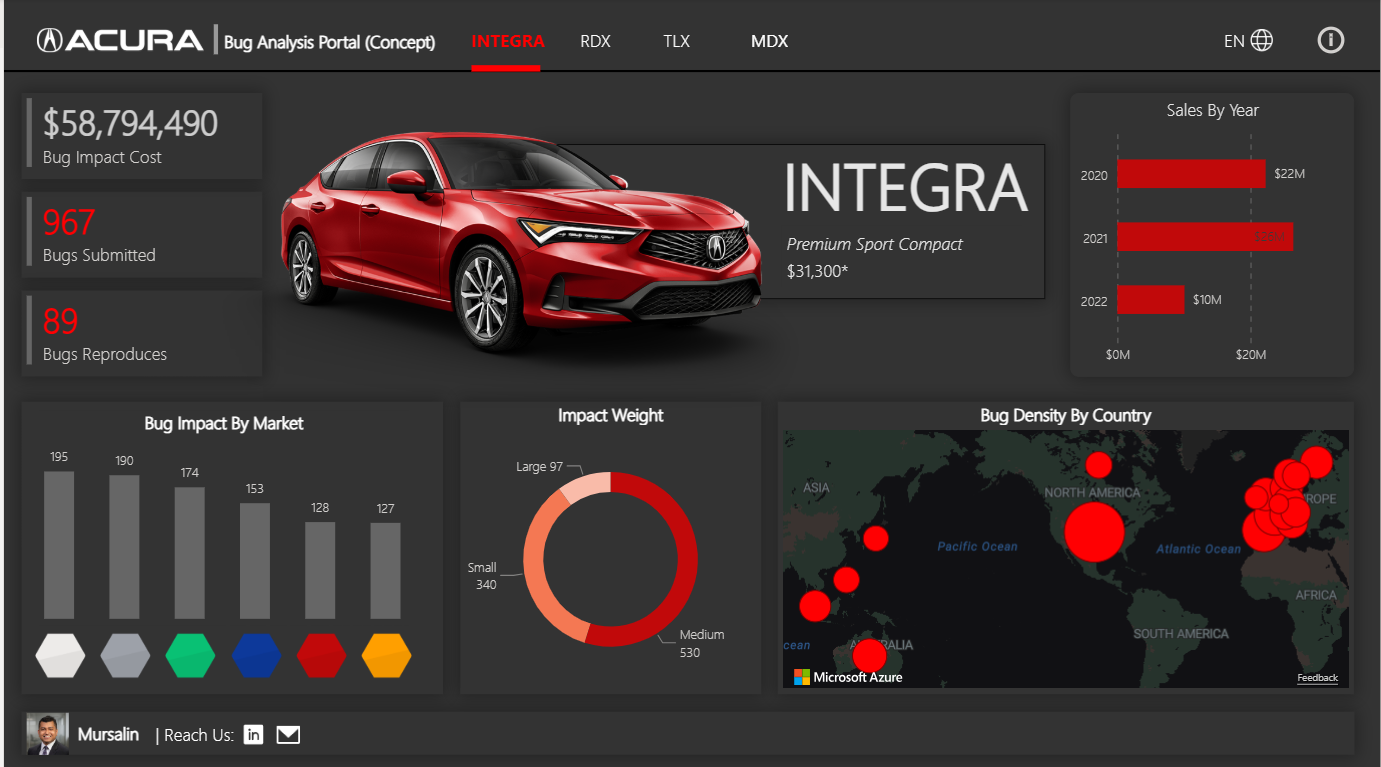 ACURA
Bug Analysis Portal (Concept)
INTEGRA
RDX
TLX
MDX
EN
$58,794,490
Bug Impact Cost
967
Bugs Submitted
89
Bugs Reproduces
INTEGRA
Premium Sport Compact
$31,300*
Sales By Year
2020
$22M
2021
2022
$10M
$0M
$20M
Bug Impact By Market
195
190
174
153
128
127
Impact Weight
Large 97
Small
340
Medium
530
Bug Density By Country
ASIA
NORTH AMERICA
Pacific Ocean
Atlantic Ocean
AFRICA
SOUTH AMERICA
Microsoft Azure
Feedback
Mursalin
| Reach Us:
in